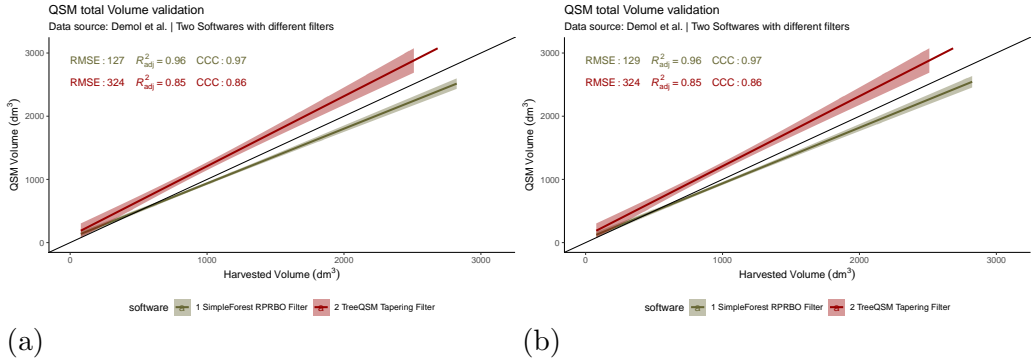 QSM total Volume validation
Data source: Demol et al. | Two Softwares with different filters
3000
2000
1000
0
QSM Volume (dm³)
RMSE : 127 R²adj = 0.96 CCC : 0.97
RMSE : 324 R²adj = 0.85 CCC : 0.86
0 1000 2000 3000
Harvested Volume (dm³)
software 1 SimpleForest RPRBO Filter 2 TreeQSM Tapering Filter
(a)
QSM total Volume validation
Data source: Demol et al. | Two Softwares with different filters
3000
2000
1000
0
QSM Volume (dm³)
RMSE : 129 R²adj = 0.96 CCC : 0.97
RMSE : 324 R²adj = 0.85 CCC : 0.86
0 1000 2000 3000
Harvested Volume (dm³)
software 1 SimpleForest RPRBO Filter 2 TreeQSM Tapering Filter
(b)